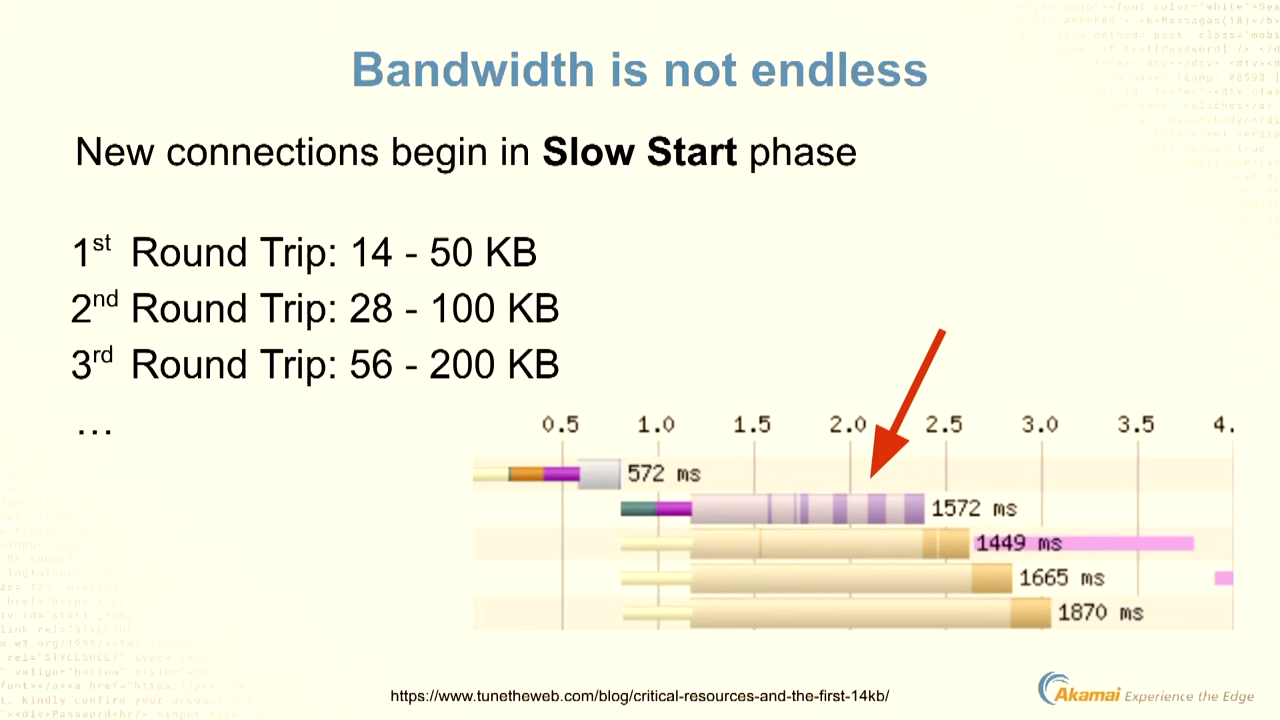 Bandwidth is not endless
New connections begin in Slow Start phase
1st Round Trip: 14 - 50 KB
2nd Round Trip: 28 - 100 KB
3rd Round Trip: 56 - 200 KB
…
0.5 1.0 1.5 2.0 2.5 3.0 3.5 4.
572 ms
1572 ms
1449 ms
1665 ms
1870 ms
https://www.tunetheweb.com/blog/critical-resources-and-the-first-14kb/
Akamai Experience the Edge